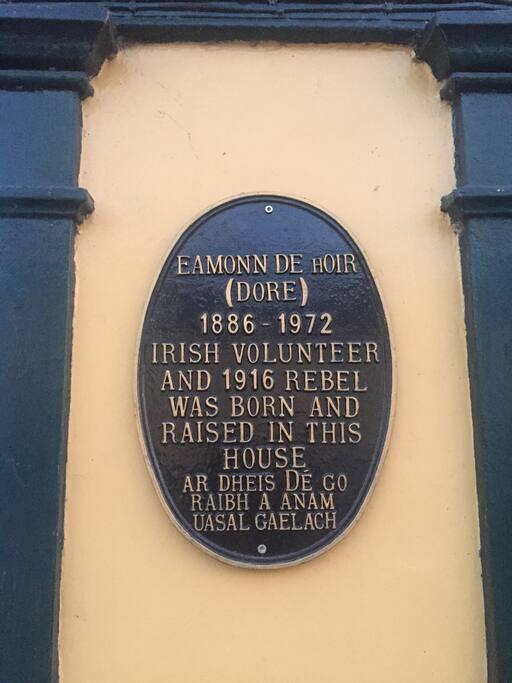 EAMONN DE HOIR
(DORE)
1886 - 1972
IRISH VOLUNTEER
AND 1916 REBEL
WAS BORN AND
RAISED IN THIS
HOUSE
AR DHEIS DÉ GO
RAIBH A ANAM
UASAL GAELACH